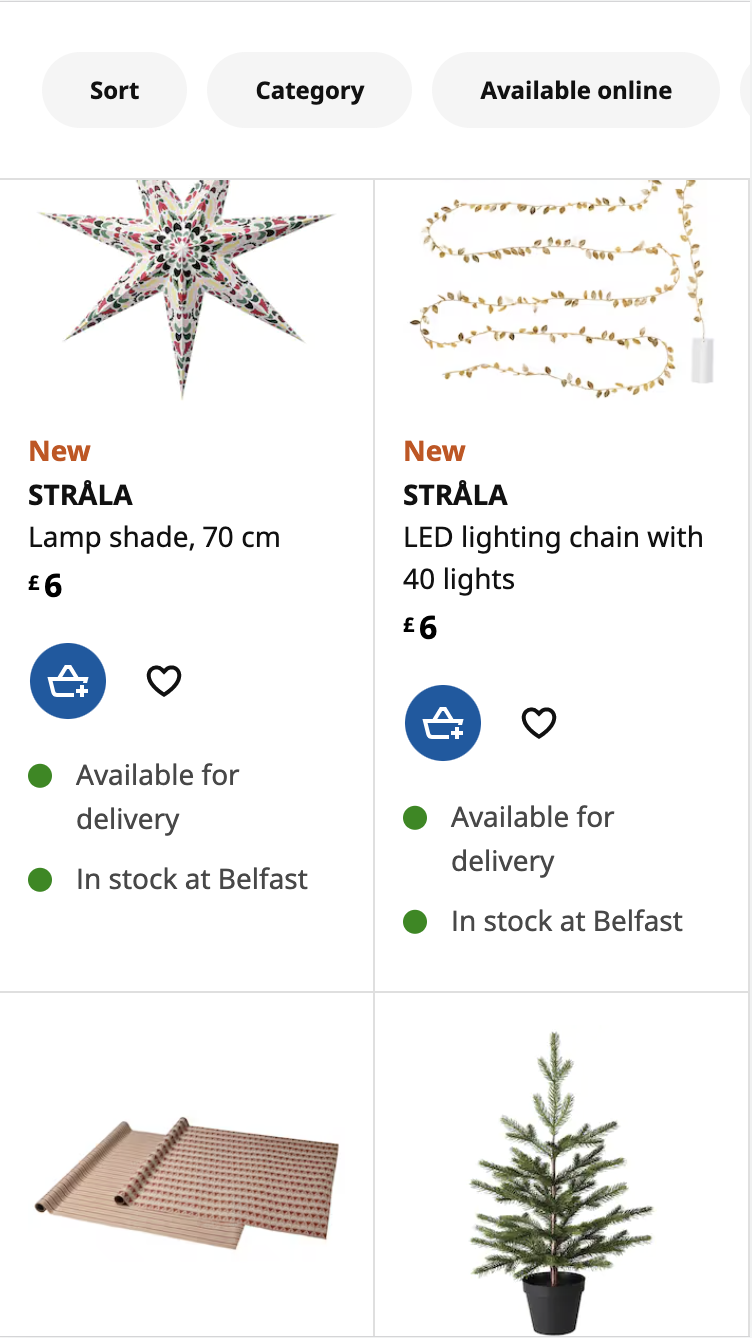 Sort
Category
Available online
New
STRÅLA
Lamp shade, 70 cm
£6
Available for
delivery
In stock at Belfast
New
STRÅLA
LED lighting chain with
40 lights
£6
Available for
delivery
In stock at Belfast